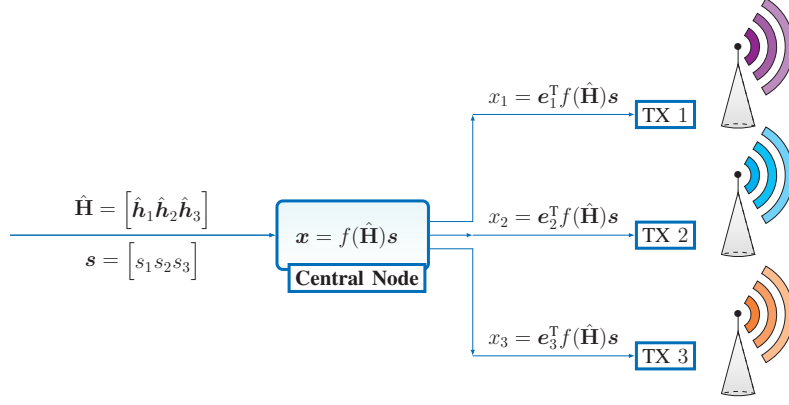 x₁ = e₁ᵀf(Ĥ)s
TX 1
Ĥ = [ĥ₁ĥ₂ĥ₃]
s = [s₁s₂s₃]
x = f(Ĥ)s
Central Node
x₂ = e₂ᵀf(Ĥ)s
TX 2
x₃ = e₃ᵀf(Ĥ)s
TX 3